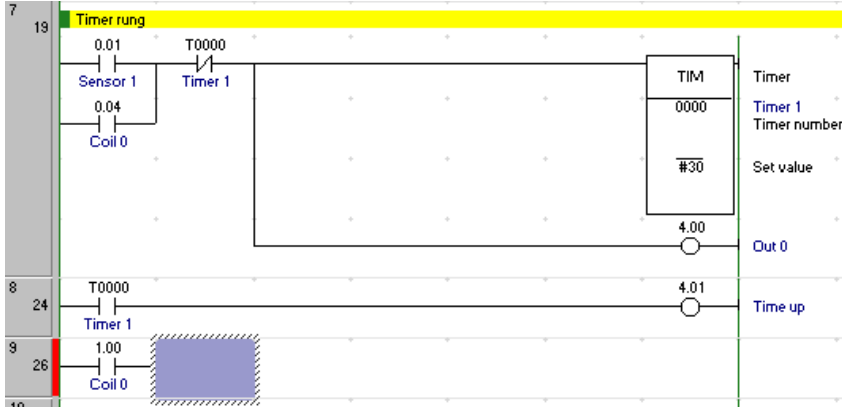 7
19
Timer rung
0.01
T0000
Sensor 1
Timer 1
TIM
Timer
0.04
0000
Timer 1
Timer number
Coil 0
#30
Set value
4.00
Out 0
8
24
T0000
4.01
Timer 1
Time up
9
26
1.00
Coil 0
10